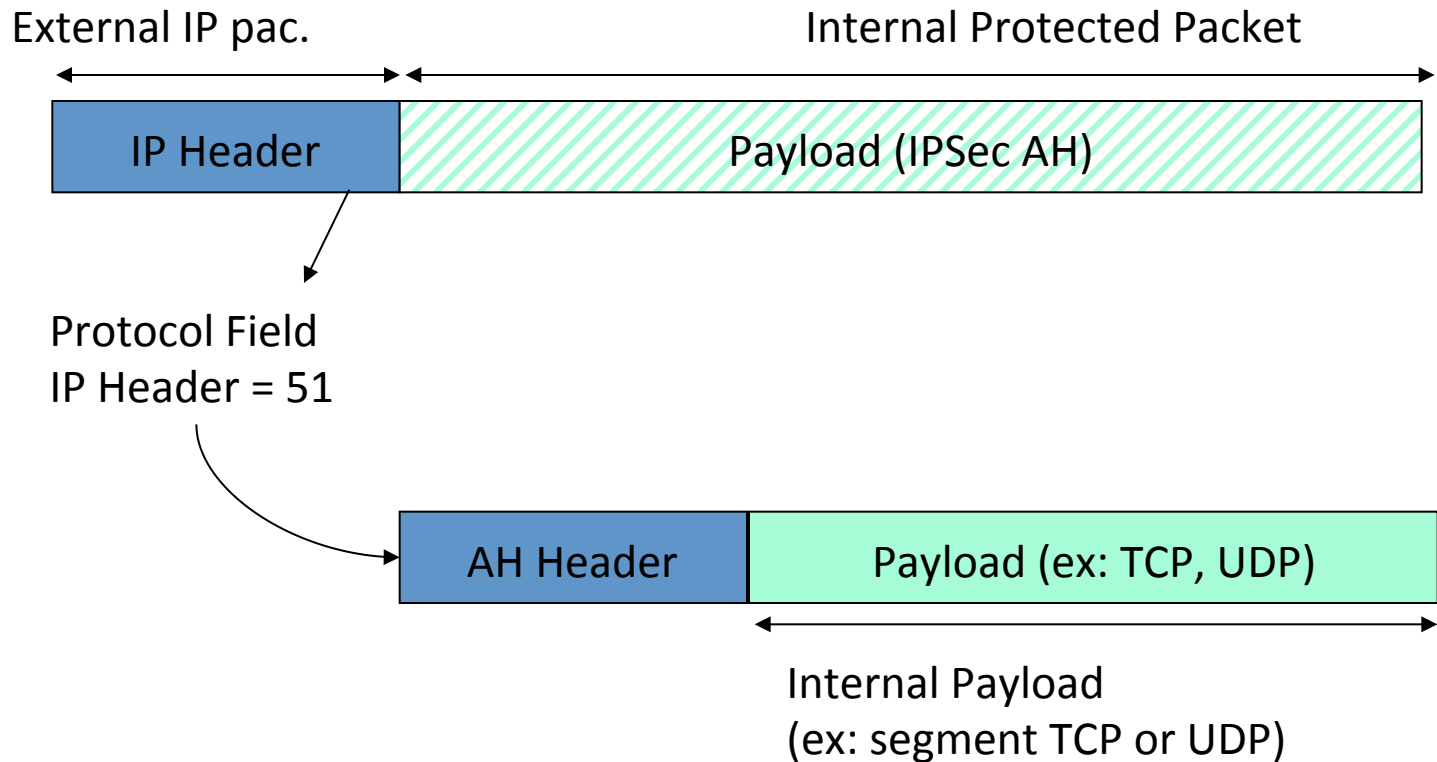 External IP pac.
Internal Protected Packet
IP Header
Payload (IPSec AH)
Protocol Field
IP Header = 51
AH Header
Payload (ex: TCP, UDP)
Internal Payload
(ex: segment TCP or UDP)